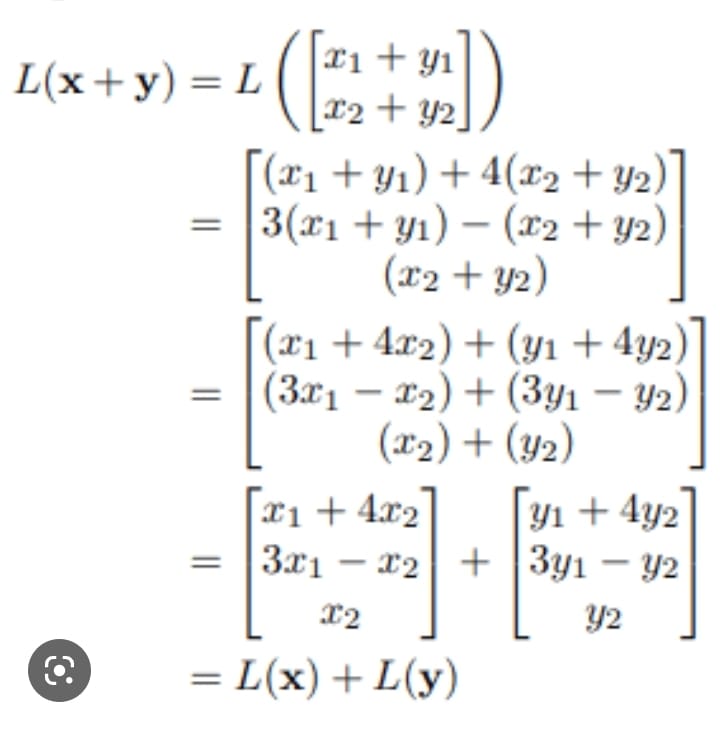 L(x + y) = L ([x₁ + y₁
x₂ + y₂])
= [(x₁ + y₁) + 4(x₂ + y₂)
3(x₁ + y₁) − (x₂ + y₂)
(x₂ + y₂)]
= [(x₁ + 4x₂) + (y₁ + 4y₂)
(3x₁ − x₂) + (3y₁ − y₂)
(x₂) + (y₂)]
= [x₁ + 4x₂] + [y₁ + 4y₂]
[3x₁ − x₂] [3y₁ − y₂]
[x₂] [y₂]
= L(x) + L(y)